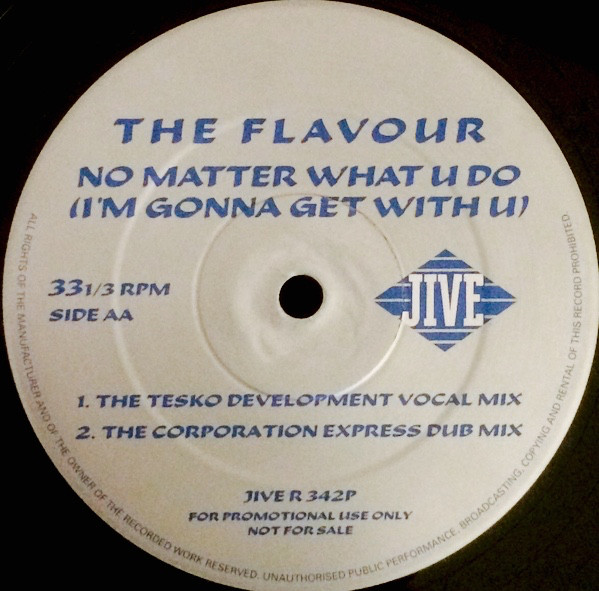 THE FLAVOUR
NO MATTER WHAT U DO
(I'M GONNA GET WITH U)
33 1/3 RPM
SIDE AA
JIVE
1. THE TESKO DEVELOPMENT VOCAL MIX
2. THE CORPORATION EXPRESS DUB MIX
JIVE R 342P
FOR PROMOTIONAL USE ONLY
NOT FOR SALE
ALL RIGHTS OF THE MANUFACTURER AND OF THE OWNER OF THE RECORDED WORK RESERVED. UNAUTHORISED PUBLIC PERFORMANCE, BROADCASTING, COPYING AND RENTAL OF THIS RECORD PROHIBITED.